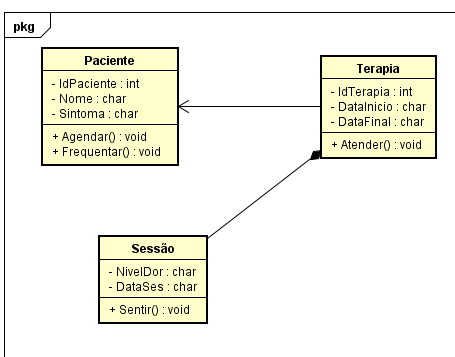 pkg
Paciente
- IdPaciente : int
- Nome : char
- Sintoma : char
+ Agendar() : void
+ Frequentar() : void
Terapia
- IdTerapia : int
- DataInicio : char
- DataFinal : char
+ Atender() : void
Sessão
- NivelDor : char
- DataSes : char
+ Sentir() : void